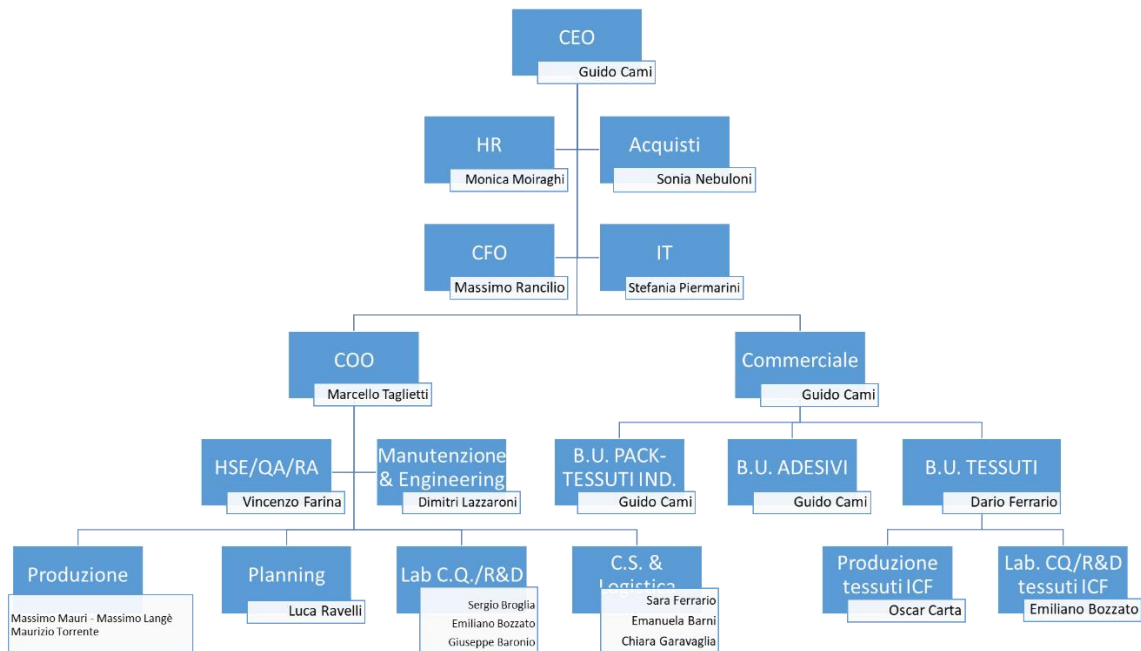 CEO
Guido Cami
HR
Monica Moiraghi
Acquisti
Sonia Nebuloni
CFO
Massimo Rancilio
IT
Stefania Piermarini
COO
Marcello Taglietti
Commerciale
Guido Cami
HSE/QA/RA
Vincenzo Farina
Manutenzione
& Engineering
Dimitri Lazzaroni
B.U. PACK-
TESSUTI IND.
Guido Cami
B.U. ADESIVI
Guido Cami
B.U. TESSUTI
Dario Ferrario
Produzione
Massimo Mauri - Massimo Langè
Maurizio Torrente
Planning
Luca Ravelli
Lab C.Q./R&D
Sergio Broglia
Emiliano Bozzato
Giuseppe Baronio
C.S. &
Logistica
Sara Ferrario
Emanuela Barni
Chiara Garavaglia
Produzione
tessuti ICF
Oscar Carta
Lab. CQ/R&D
tessuti ICF
Emiliano Bozzato